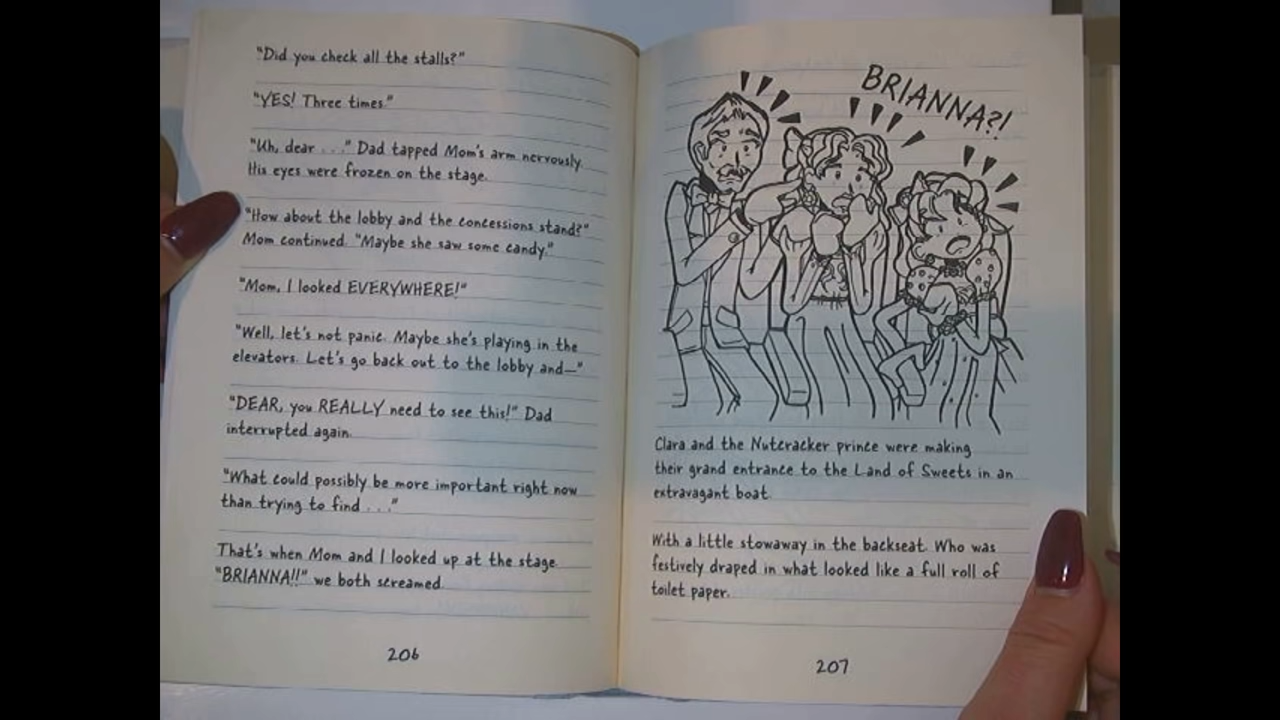 "Did you check all the stalls?"
"YES! Three times."
"Uh, dear . . ." Dad tapped Mom's arm nervously.
His eyes were frozen on the stage.
"How about the lobby and the concessions stand?"
Mom continued. "Maybe she saw some candy."
"Mom, I looked EVERYWHERE!"
"Well, let's not panic. Maybe she's playing in the
elevators. Let's go back out to the lobby and—"
"DEAR, you REALLY need to see this!" Dad
interrupted again.
"What could possibly be more important right now
than trying to find . . ."
That's when Mom and I looked up at the stage.
"BRIANNA!!" we both screamed.
206
BRIANNA?!
Clara and the Nutcracker prince were making
their grand entrance to the Land of Sweets in an
extravagant boat.
With a little stowaway in the backseat. Who was
festively draped in what looked like a full roll of
toilet paper.
207